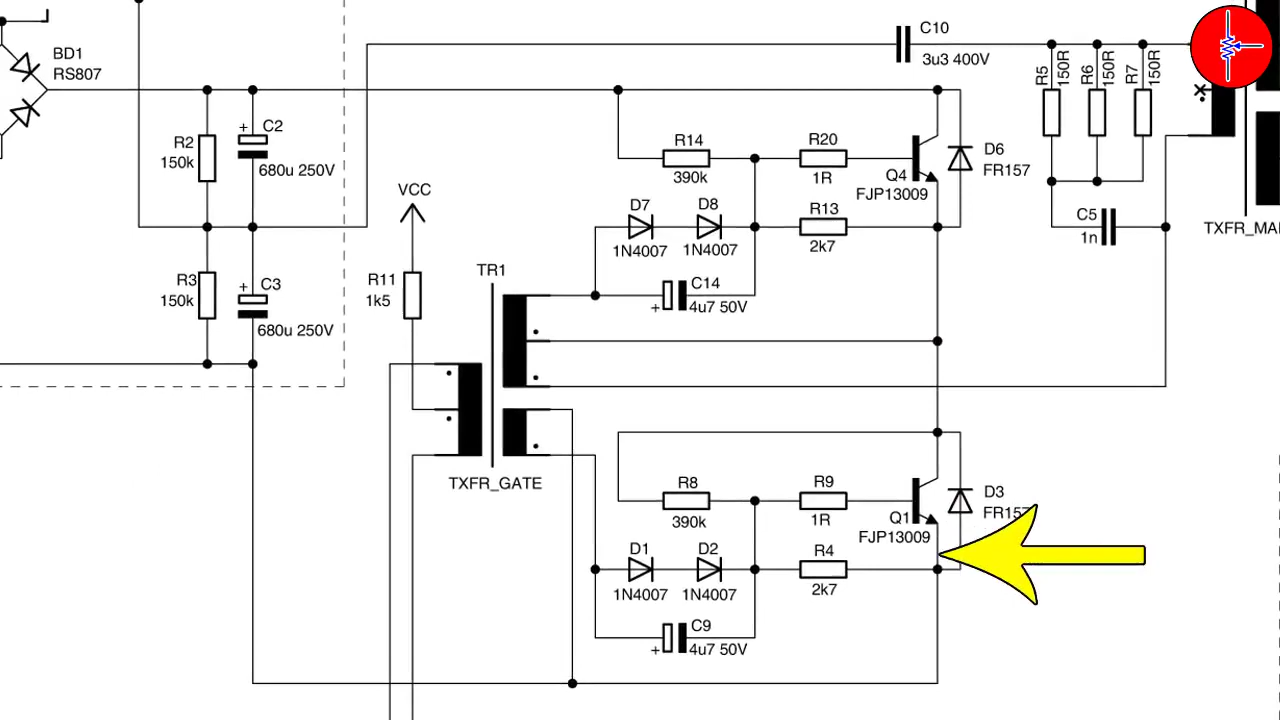 BD1
RS807
R2
150k
+
C2
680u 250V
R3
150k
+
C3
680u 250V
VCC
R11
1k5
TR1
TXFR_GATE
C10
3u3 400V
R14
390k
R20
1R
Q4
FJP13009
D6
FR157
D7
1N4007
D8
1N4007
R13
2k7
+
C14
4u7 50V
R5
150R
R6
150R
R7
150R
C5
1n
R8
390k
R9
1R
Q1
FJP13009
D3
D1
1N4007
D2
1N4007
R4
2k7
+
C9
4u7 50V